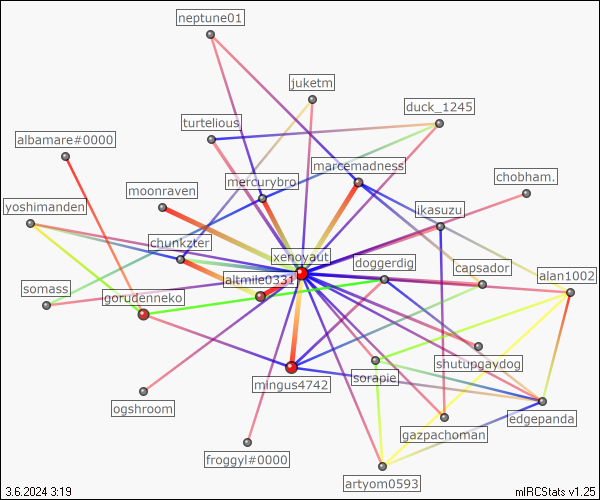 neptune01
juketm
duck_1245
turtelious
albamare#0000
marcemadness
chobham.
mercurybro
moonraven
yoshimanden
ikasuzu
chunkzter
xenoyaut
doggerdig
capsador
alan1002
altmile0331
somass
gorudenneko
shutupgaydog
sorapie
mingus4742
ogshroom
edgepanda
gazpachoman
froggyl#0000
artyom0593
3.6.2024 3:19
mIRCStats v1.25